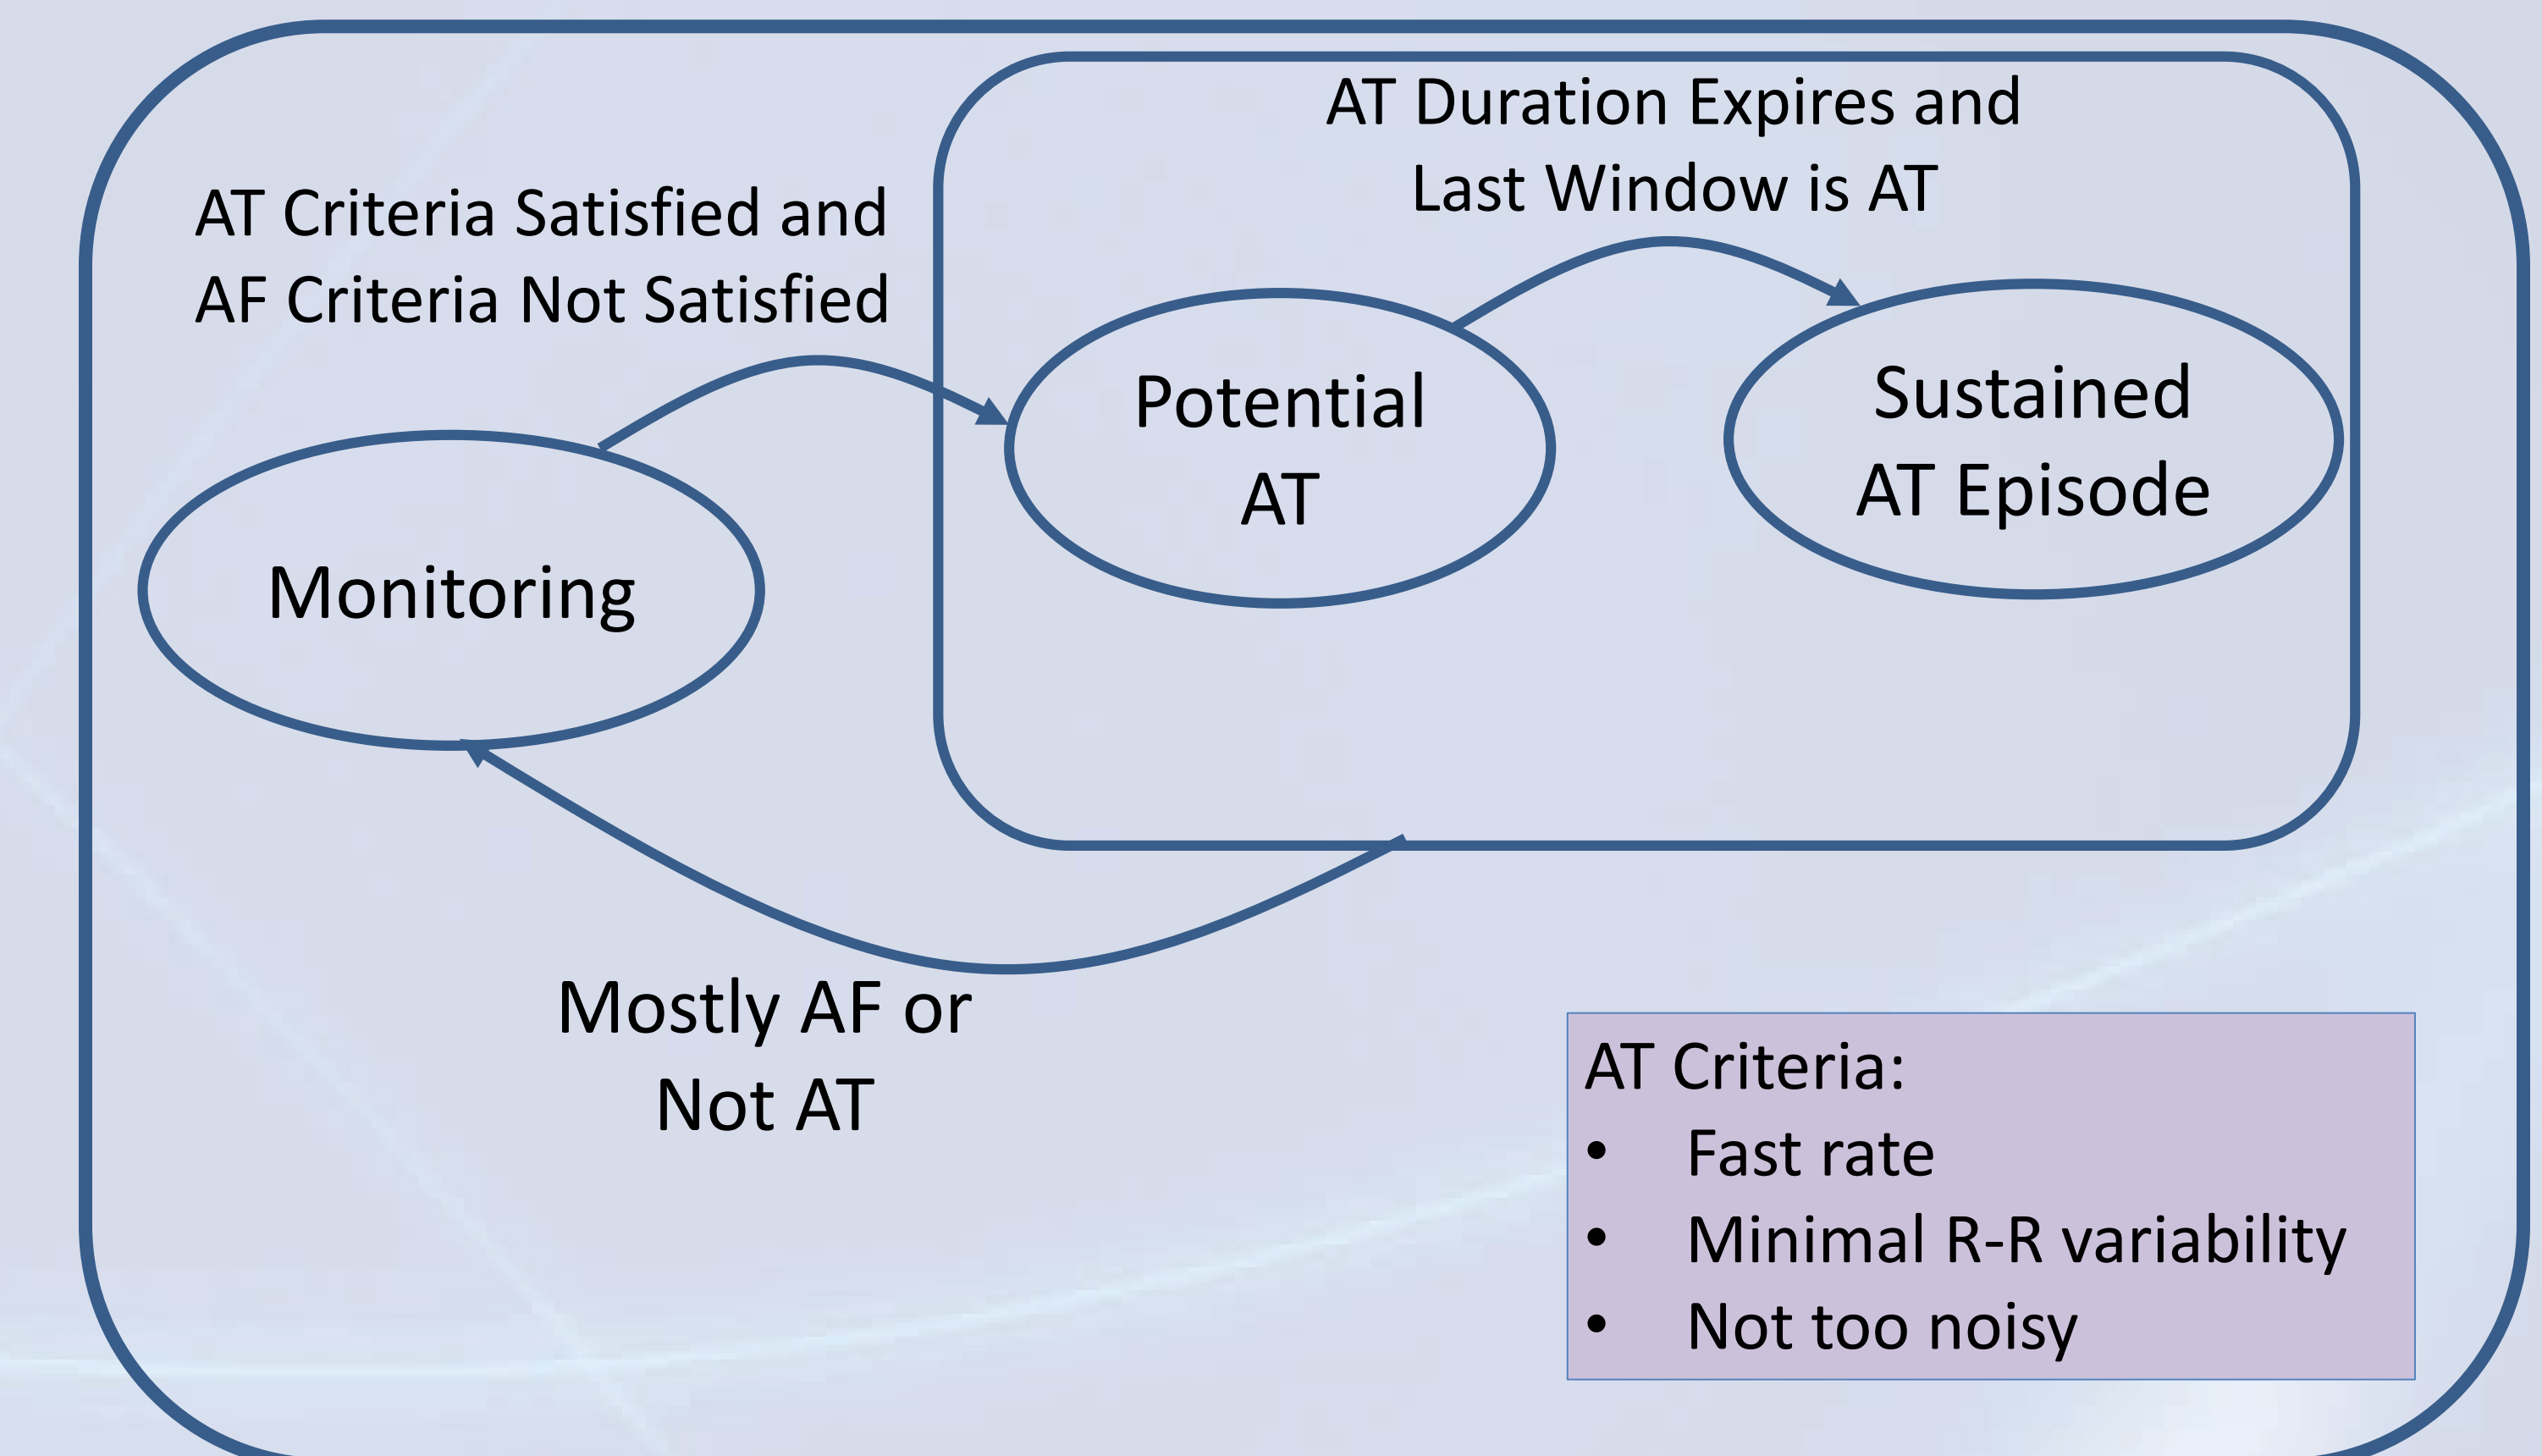 AT Duration Expires and
Last Window is AT
AT Criteria Satisfied and
AF Criteria Not Satisfied
Potential
AT
Sustained
AT Episode
Monitoring
Mostly AF or
Not AT
AT Criteria:
• Fast rate
• Minimal R-R variability
• Not too noisy